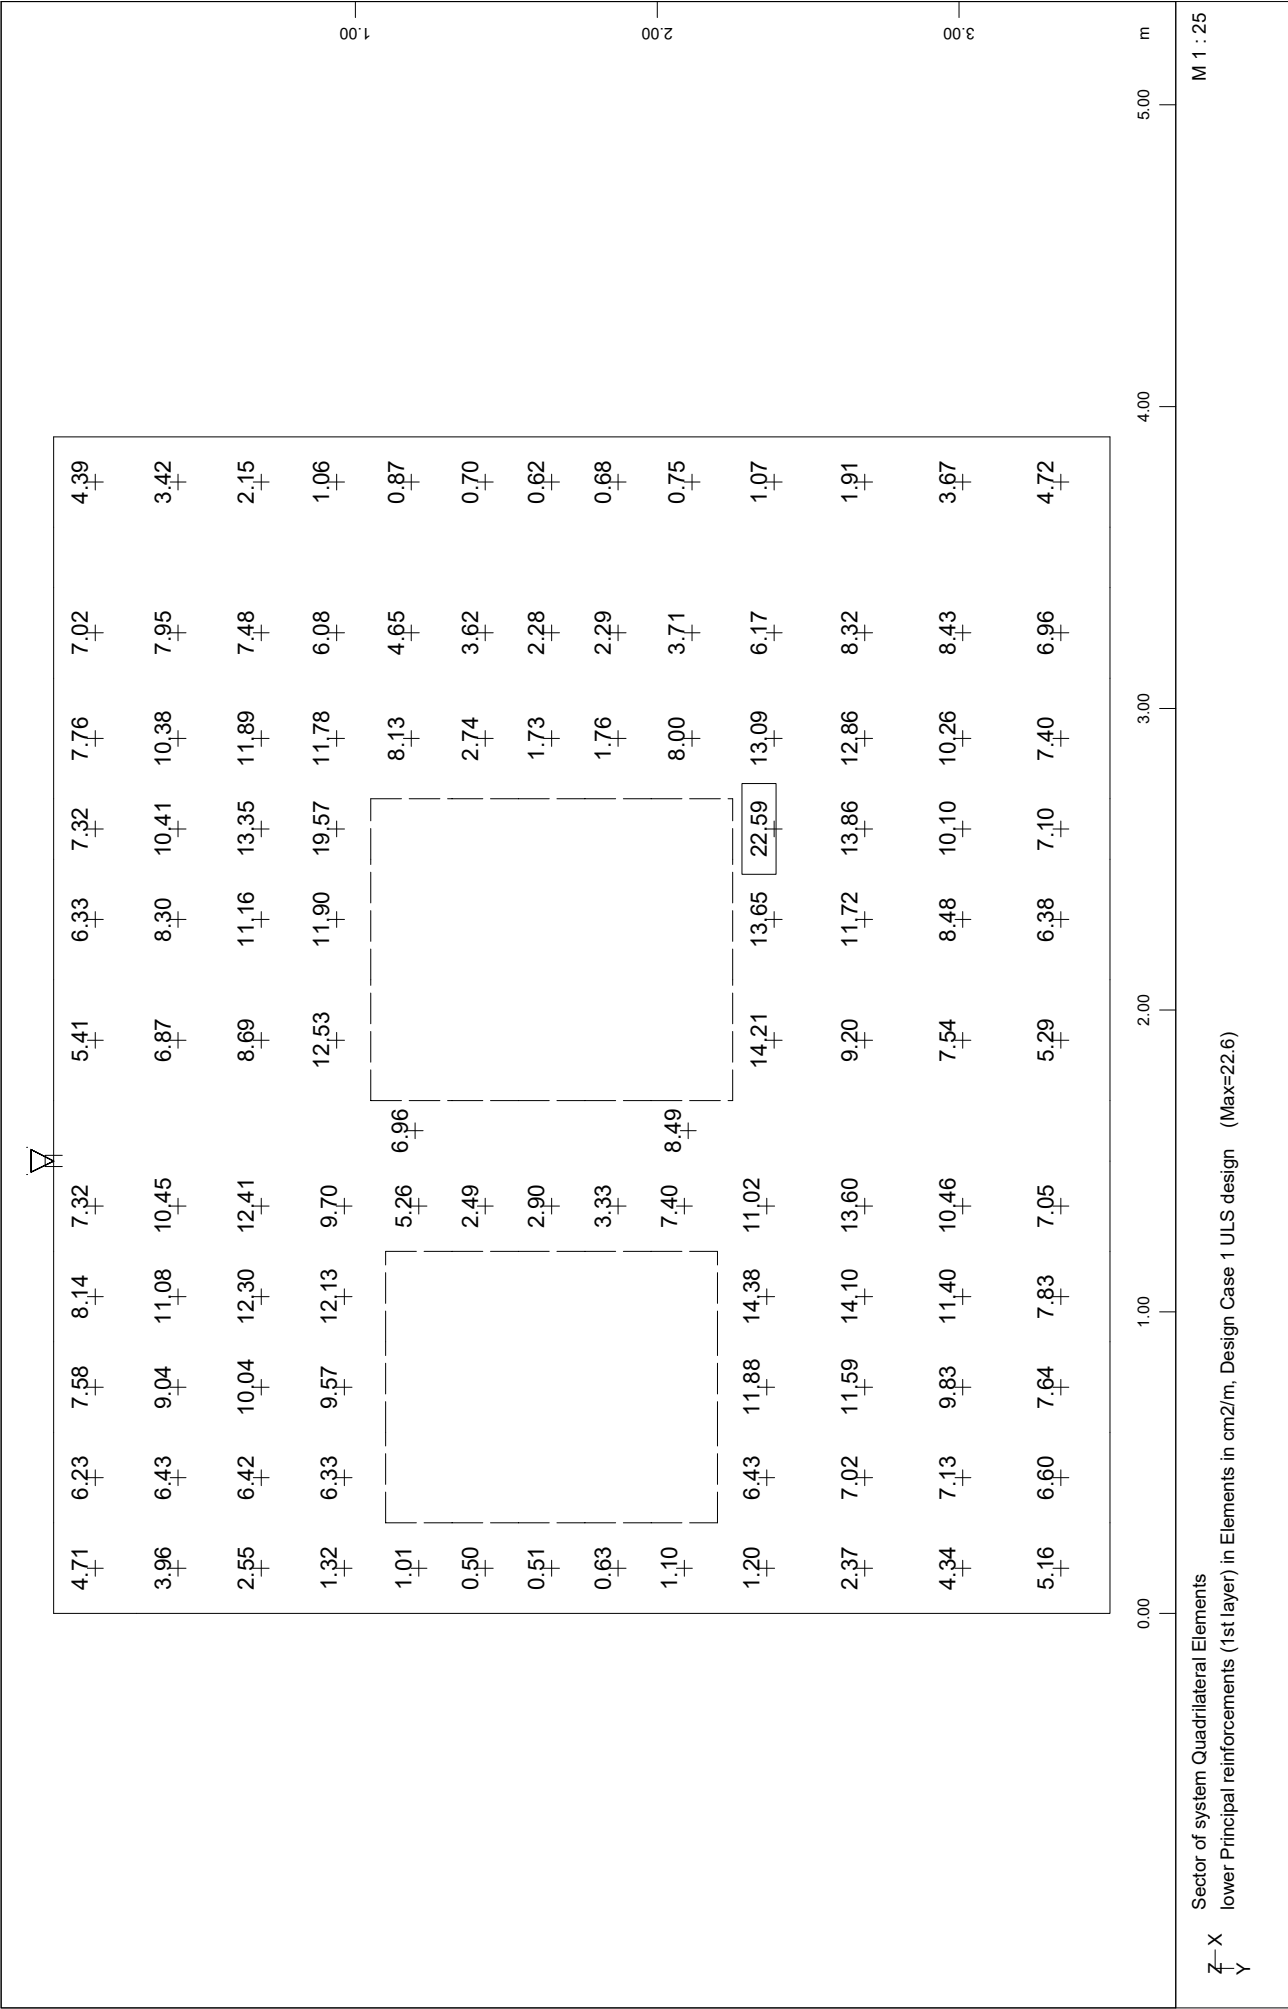 4.71 6.23 7.58 8.14 7.32 5.41 6.33 7.32 7.76 7.02 4.39
3.96 6.43 9.04 11.08 10.45 6.87 8.30 10.41 10.38 7.95 3.42
2.55 6.42 10.04 12.30 12.41 8.69 11.16 13.35 11.89 7.48 2.15
1.32 6.33 9.57 12.13 9.70 12.53 11.90 19.57 11.78 6.08 1.06
1.00
1.01 5.26 6.96 8.13 4.65 0.87
0.50 2.49 2.74 3.62 0.70
0.51 2.90 1.73 2.28 0.62
0.63 3.33 1.76 2.29 0.68
2.00
1.10 7.40 8.49 8.00 3.71 0.75
1.20 6.43 11.88 14.38 11.02 14.21 13.65 22.59 13.09 6.17 1.07
2.37 7.02 11.59 14.10 13.60 9.20 11.72 13.86 12.86 8.32 1.91
4.34 7.13 9.83 11.40 10.46 7.54 8.48 10.10 10.26 8.43 3.67
3.00
5.16 6.60 7.64 7.83 7.05 5.29 6.38 7.10 7.40 6.96 4.72
0.00 1.00 2.00 3.00 4.00 5.00 m
Sector of system Quadrilateral Elements M 1 : 25
Z X
lower Principal reinforcements (1st layer) in Elements in cm2/m, Design Case 1 ULS design (Max=22.6)
Y